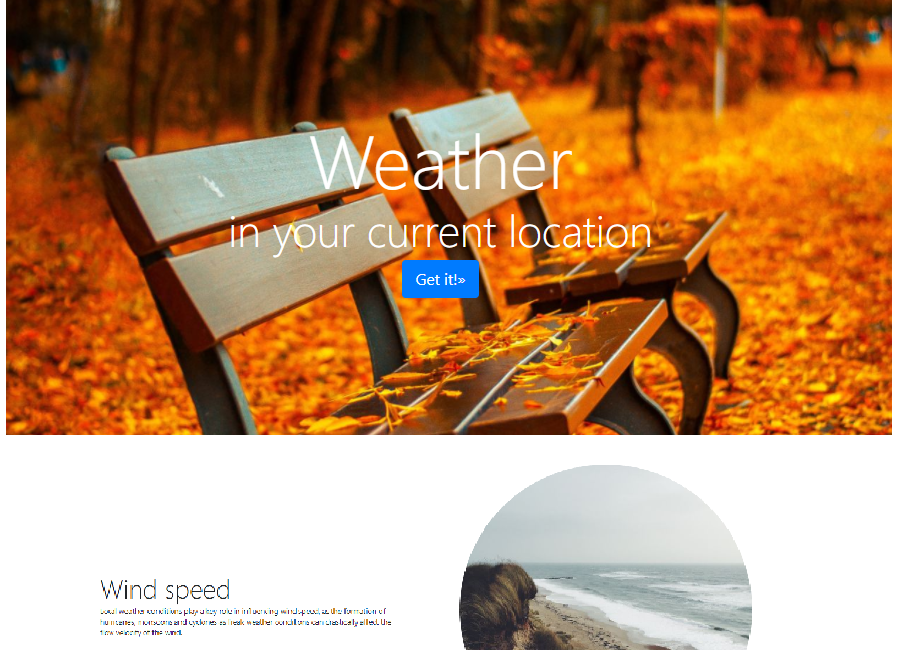 Weather
in your current location
Get it!»
Wind speed
Local weather conditions play a key role in influencing wind speed, as the formation of
hurricanes, monsoons and cyclones as freak weather conditions can drastically affect the
flow velocity of the wind.